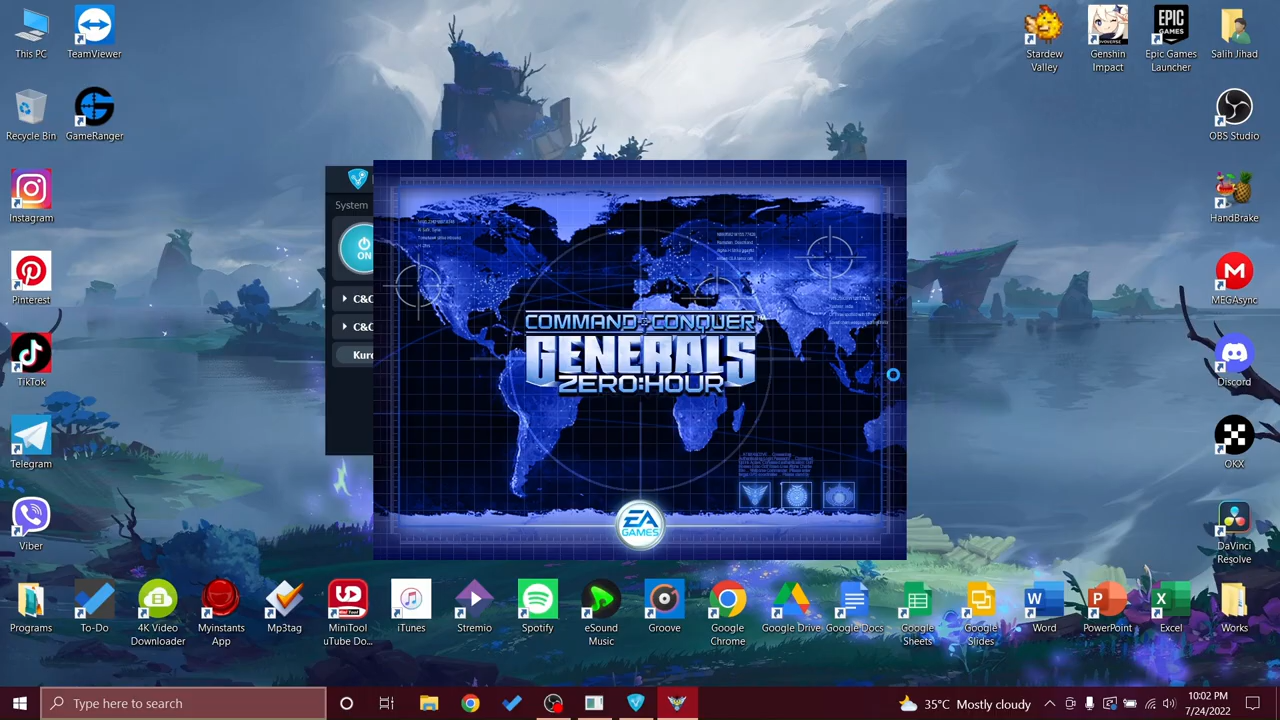 This PC
TeamViewer
Recycle Bin
GameRanger
Instagram
Pinterest
TikTok
Telegram
Viber
Stardew
Valley
Genshin
Impact
EPIC
GAMES
Epic Games
Launcher
Salih Jihad
OBS Studio
HandBrake
MEGAsync
Discord
OKX
DaVinci
Resolve
System
ON
C&C
C&C
Kurd
COMMAND & CONQUER™
GENERALS
ZERO:HOUR
EA
GAMES
Programs
To-Do
4K Video
Downloader
Myinstants
App
Mp3tag
MiniTool
uTube Do...
iTunes
Stremio
Spotify
eSound
Music
Groove
Google
Chrome
Google Drive
Google Docs
Google
Sheets
Google
Slides
Word
PowerPoint
Excel
Works
Type here to search
35°C Mostly cloudy
10:02 PM
7/24/2022